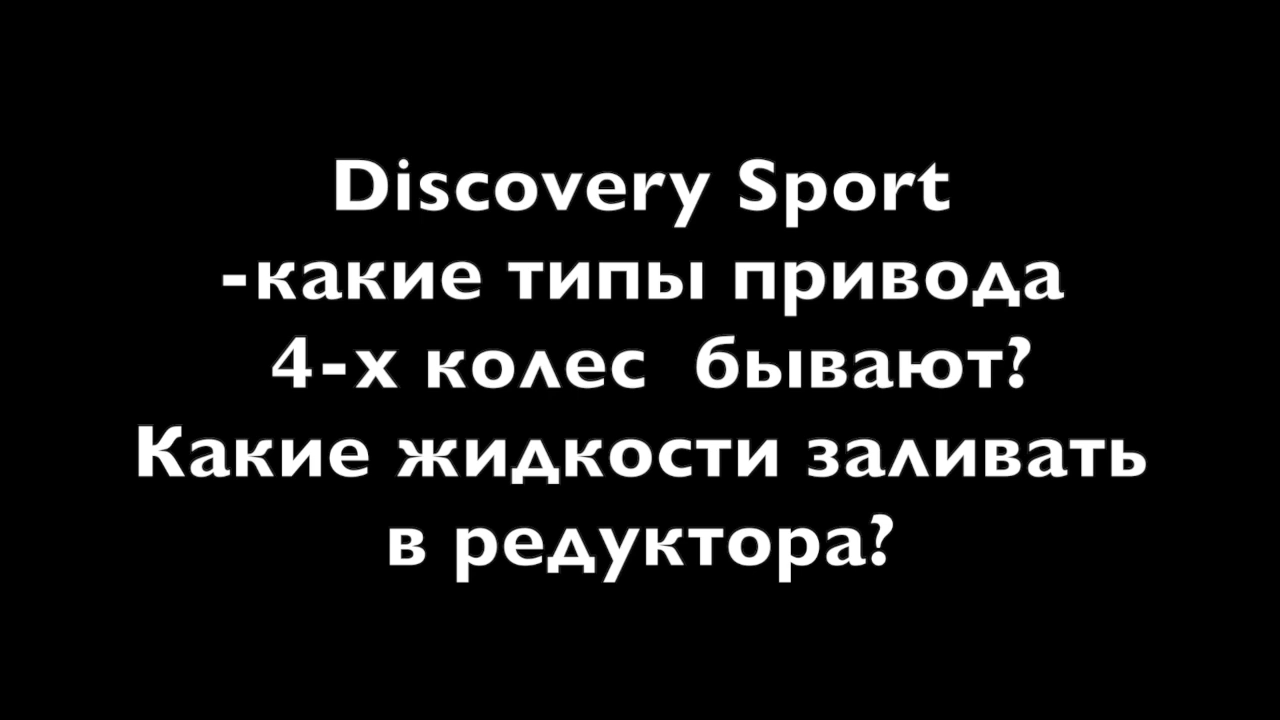 Discovery Sport
-какие типы привода
4-х колес бывают?
Какие жидкости заливать
в редуктора?